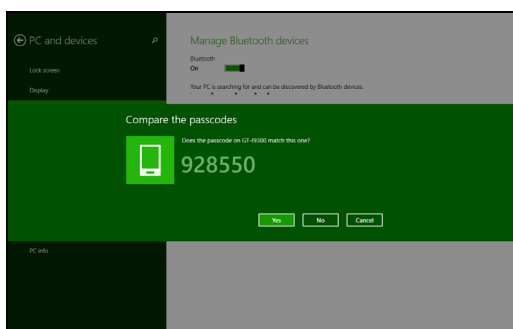 PC and devices
Lock screen
Display
Manage Bluetooth devices
Bluetooth
On
Your PC is searching for and can be discovered by Bluetooth devices.
Compare the passcodes
Does the passcode on GT-I9300 match this one?
928550
Yes No Cancel
PC info